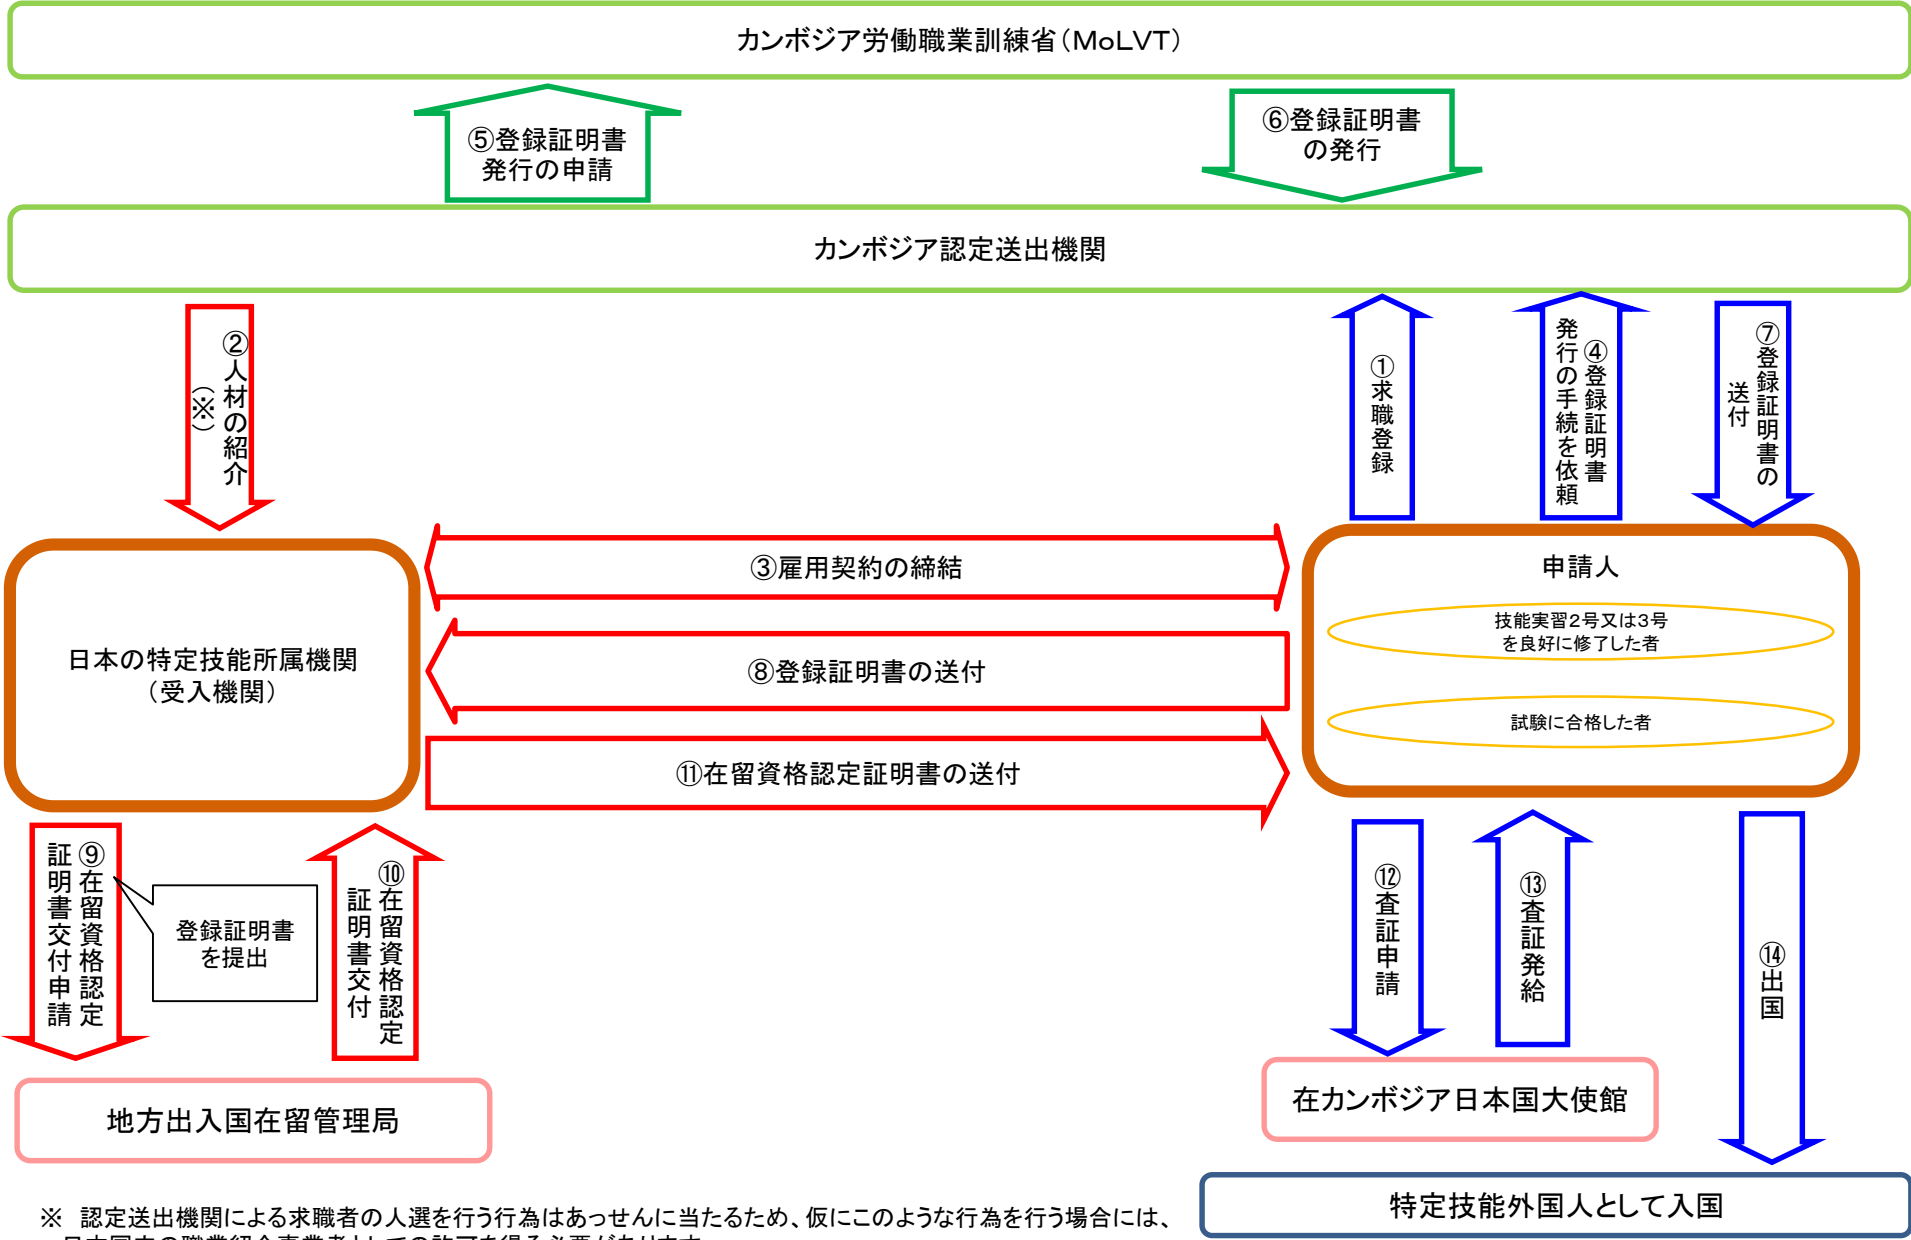 カンボジア労働職業訓練省（MoLVT）
⑤登録証明書
発行の申請
⑥登録証明書
の発行
カンボジア認定送出機関
②人材の紹介
（※）
①求職登録
④登録証明書
発行の手続を依頼
⑦登録証明書の
送付
③雇用契約の締結
申請人
技能実習２号又は３号
を良好に修了した者
試験に合格した者
日本の特定技能所属機関
（受入機関）
⑧登録証明書の送付
⑪在留資格認定証明書の送付
⑨在留資格認定
証明書交付申請
登録証明書
を提出
⑩在留資格認定
証明書交付
⑫査証申請
⑬査証発給
⑭出国
地方出入国在留管理局
在カンボジア日本国大使館
特定技能外国人として入国
※　認定送出機関による求職者の人選を行う行為はあっせんに当たるため、仮にこのような行為を行う場合には、